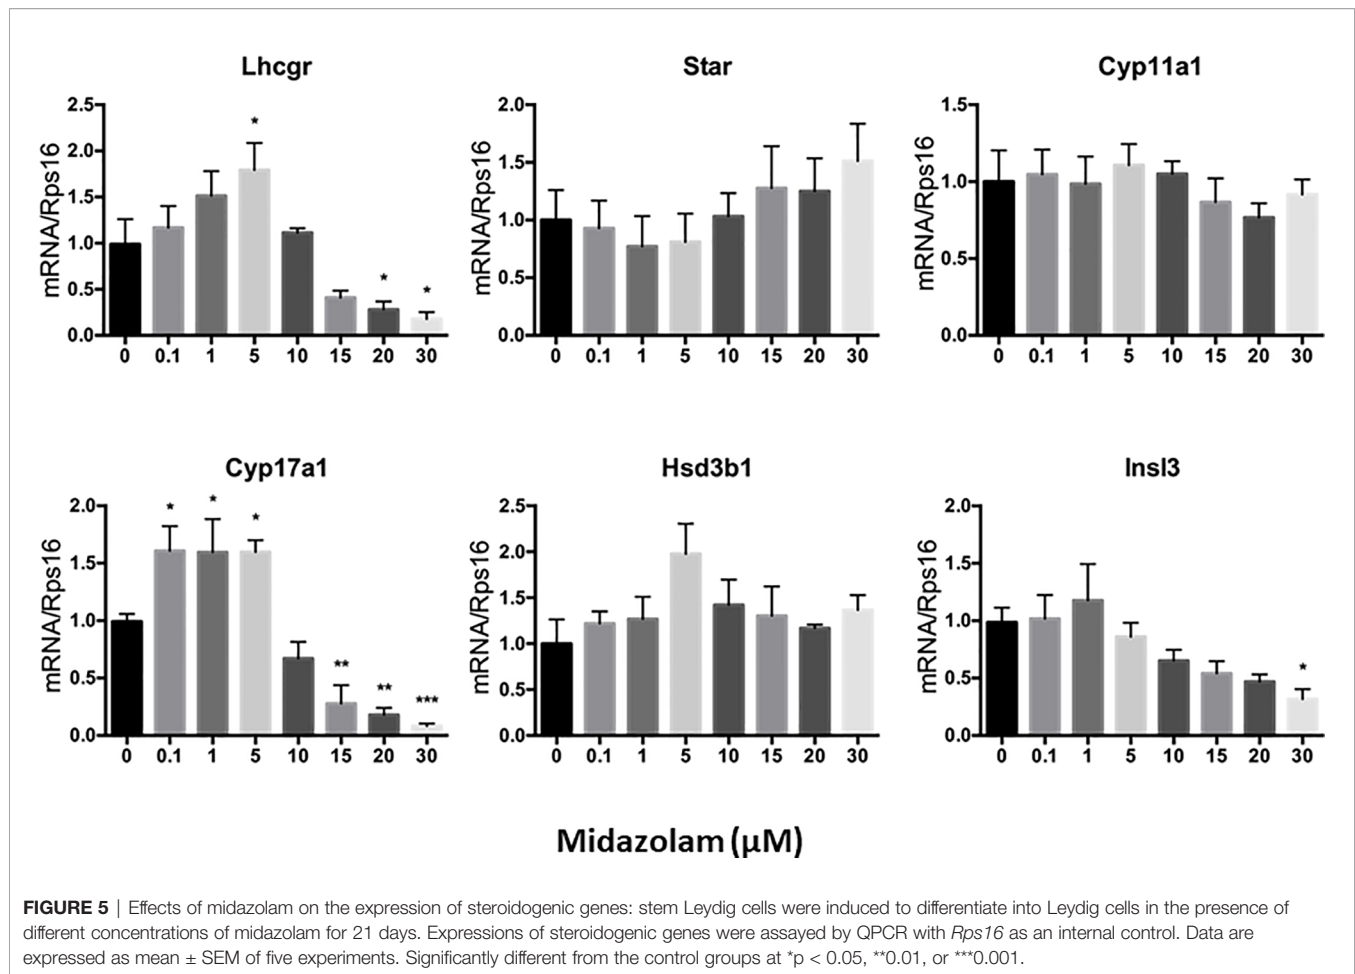 Lhcgr
Star
Cyp11a1
mRNA/Rps16
2.5
2.0
1.5
1.0
0.5
0.0
*
*
*
0 0.1 1 5 10 15 20 30
mRNA/Rps16
2.0
1.5
1.0
0.5
0.0
0 0.1 1 5 10 15 20 30
mRNA/Rps16
1.5
1.0
0.5
0.0
0 0.1 1 5 10 15 20 30
Cyp17a1
Hsd3b1
Insl3
mRNA/Rps16
2.0
1.5
1.0
0.5
0.0
*
*
*
**
**
***
0 0.1 1 5 10 15 20 30
mRNA/Rps16
2.5
2.0
1.5
1.0
0.5
0.0
0 0.1 1 5 10 15 20 30
mRNA/Rps16
2.0
1.5
1.0
0.5
0.0
*
0 0.1 1 5 10 15 20 30
Midazolam (μM)
FIGURE 5 | Effects of midazolam on the expression of steroidogenic genes: stem Leydig cells were induced to differentiate into Leydig cells in the presence of
different concentrations of midazolam for 21 days. Expressions of steroidogenic genes were assayed by QPCR with Rps16 as an internal control. Data are
expressed as mean ± SEM of five experiments. Significantly different from the control groups at *p < 0.05, **0.01, or ***0.001.